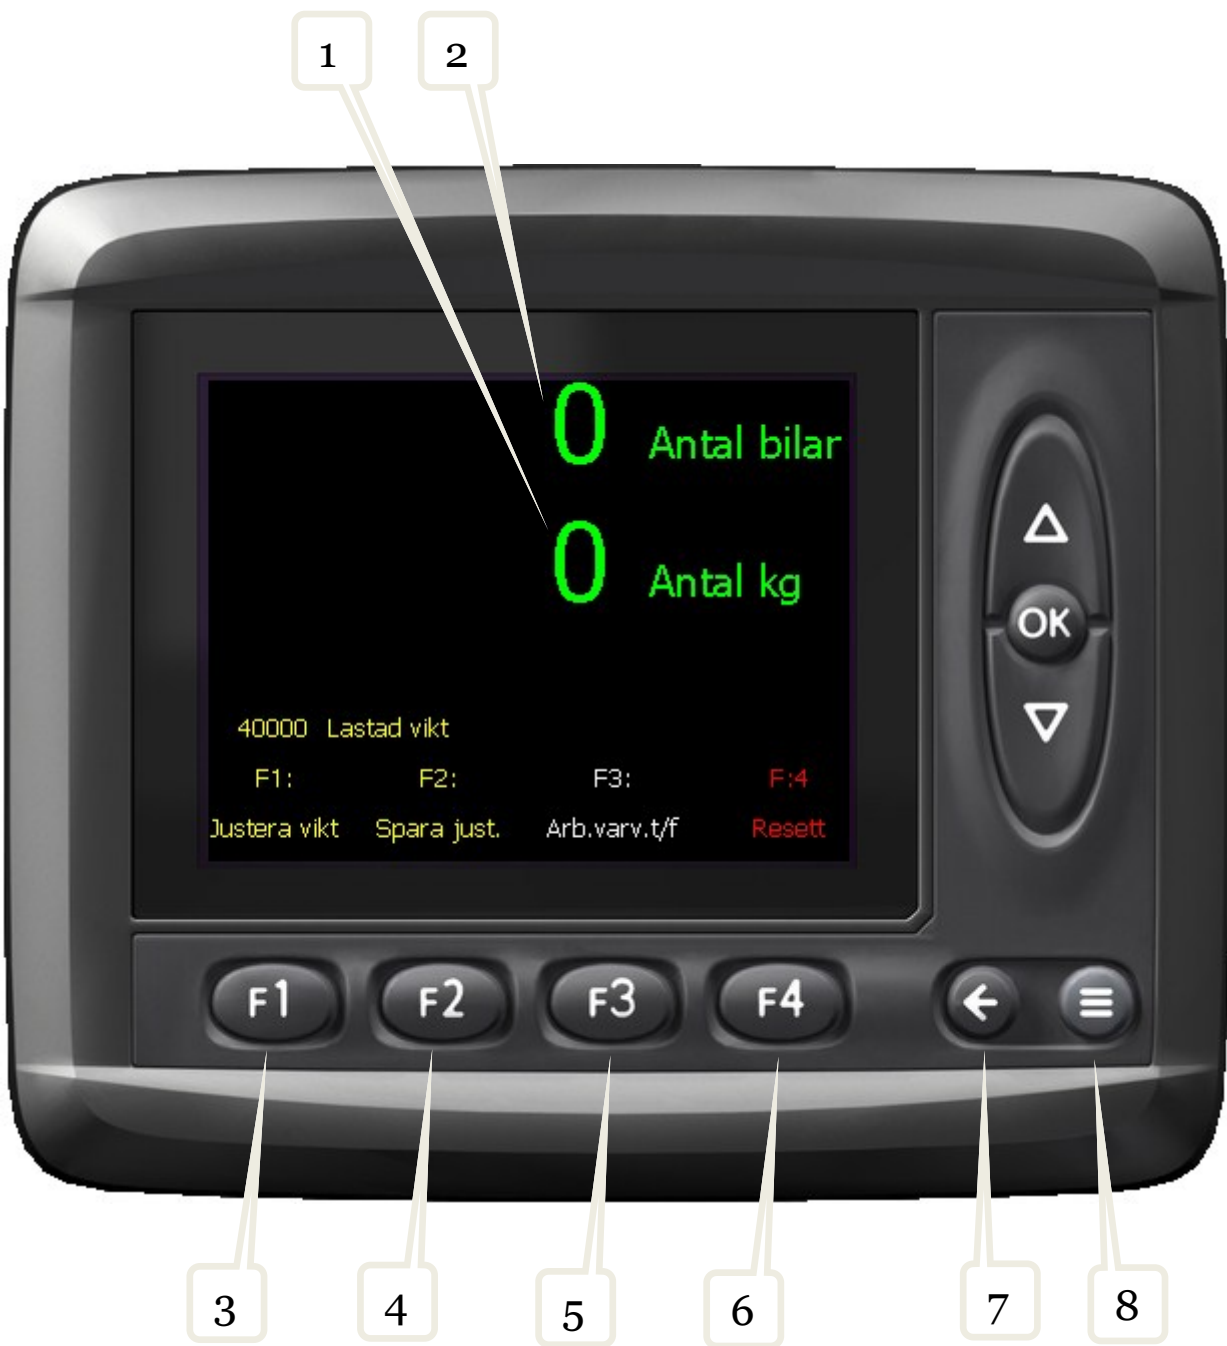 1 2
0 Antal bilar
0 Antal kg
OK
40000 Lastad vikt
F1: F2: F3: F:4
Justera vikt Spara just. Arb.varv.t/f Resett
F1 F2 F3 F4
3 4 5 6 7 8